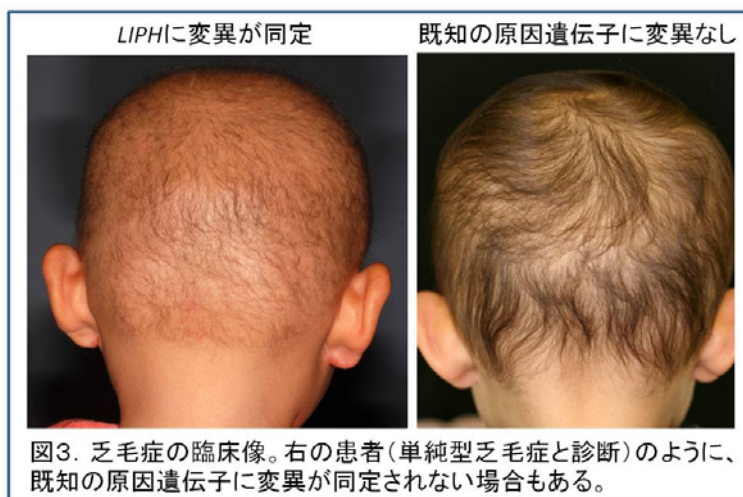 LIPHに変異が同定
既知の原因遺伝子に変異なし
図3. 乏毛症の臨床像。右の患者(単純型乏毛症と診断)のように、
既知の原因遺伝子に変異が同定されない場合もある。